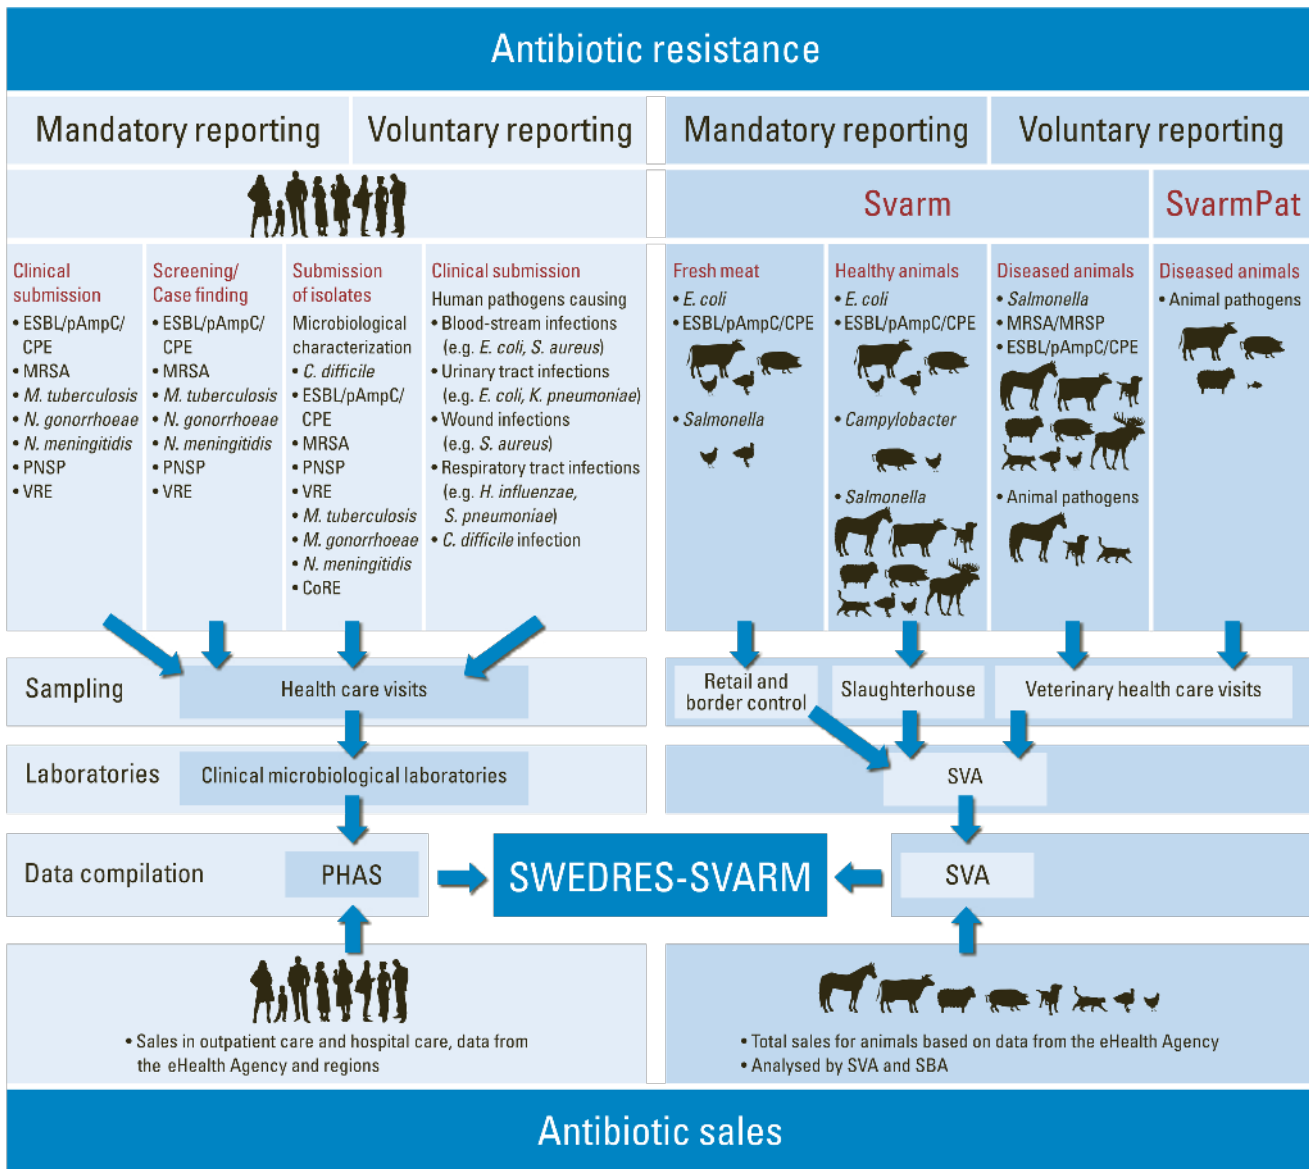 Antibiotic resistance
Mandatory reporting
Voluntary reporting
Mandatory reporting
Voluntary reporting
Svarm
SvarmPat
Clinical
submission
• ESBL/pAmpC/
CPE
• MRSA
• M. tuberculosis
• N. gonorrhoeae
• N. meningitidis
• PNSP
• VRE
Screening/
Case finding
• ESBL/pAmpC/
CPE
• MRSA
• M. tuberculosis
• N. gonorrhoeae
• N. meningitidis
• PNSP
• VRE
Submission
of isolates
Microbiological
characterization
• C. difficile
• ESBL/pAmpC/
CPE
• MRSA
• PNSP
• VRE
• M. tuberculosis
• M. gonorrhoeae
• N. meningitidis
• CoRE
Clinical submission
Human pathogens causing
• Blood-stream infections
(e.g. E. coli, S. aureus)
• Urinary tract infections
(e.g. E. coli, K. pneumoniae)
• Wound infections
(e.g. S. aureus)
• Respiratory tract infections
(e.g. H. influenzae,
S. pneumoniae)
• C. difficile infection
Fresh meat
• E. coli
• ESBL/pAmpC/CPE
• Salmonella
Healthy animals
• E. coli
• ESBL/pAmpC/CPE
• Campylobacter
• Salmonella
Diseased animals
• Salmonella
• MRSA/MRSP
• ESBL/pAmpC/CPE
• Animal pathogens
Diseased animals
• Animal pathogens
Sampling
Health care visits
Retail and
border control
Slaughterhouse
Veterinary health care visits
Laboratories
Clinical microbiological laboratories
SVA
Data compilation
PHAS
SWEDRES-SVARM
SVA
• Sales in outpatient care and hospital care, data from
the eHealth Agency and regions
• Total sales for animals based on data from the eHealth Agency
• Analysed by SVA and SBA
Antibiotic sales